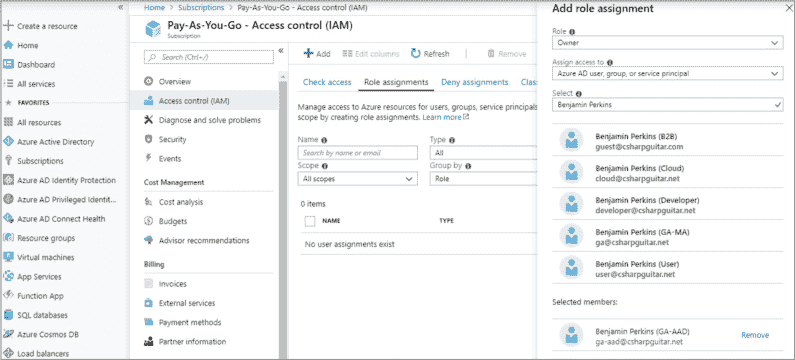 Create a resource
Home
Dashboard
All services
FAVORITES
All resources
Azure Active Directory
Subscriptions
Azure AD Identity Protection
Azure AD Privileged Identit...
Azure AD Connect Health
Resource groups
Virtual machines
App Services
Function App
SQL databases
Azure Cosmos DB
Load balancers
Home > Subscriptions > Pay-As-You-Go - Access control (IAM)
Pay-As-You-Go - Access control (IAM)
Subscription
Search (Ctrl+/)
Overview
Access control (IAM)
Diagnose and solve problems
Security
Events
Cost Management
Cost analysis
Budgets
Advisor recommendations
Billing
Invoices
External services
Payment methods
Partner information
Add
Edit columns
Refresh
Remove
Check access
Role assignments
Deny assignments
Class
Manage access to Azure resources for users, groups, service principals
scope by creating role assignments. Learn more
Name
Type
Search by name or email
All
Scope
Group by
All scopes
Role
0 items
NAME
TYPE
No user assignments exist
Add role assignment
Role
Owner
Assign access to
Azure AD user, group, or service principal
Select
Benjamin Perkins
Benjamin Perkins (B2B)
guest@csharpguitar.com
Benjamin Perkins (Cloud)
cloud@csharpguitar.net
Benjamin Perkins (Developer)
developer@csharpguitar.net
Benjamin Perkins (GA-MA)
ga@csharpguitar.net
Benjamin Perkins (User)
user@csharpguitar.net
Selected members:
Benjamin Perkins (GA-AAD)
ga-aad@csharpguitar.net
Remove